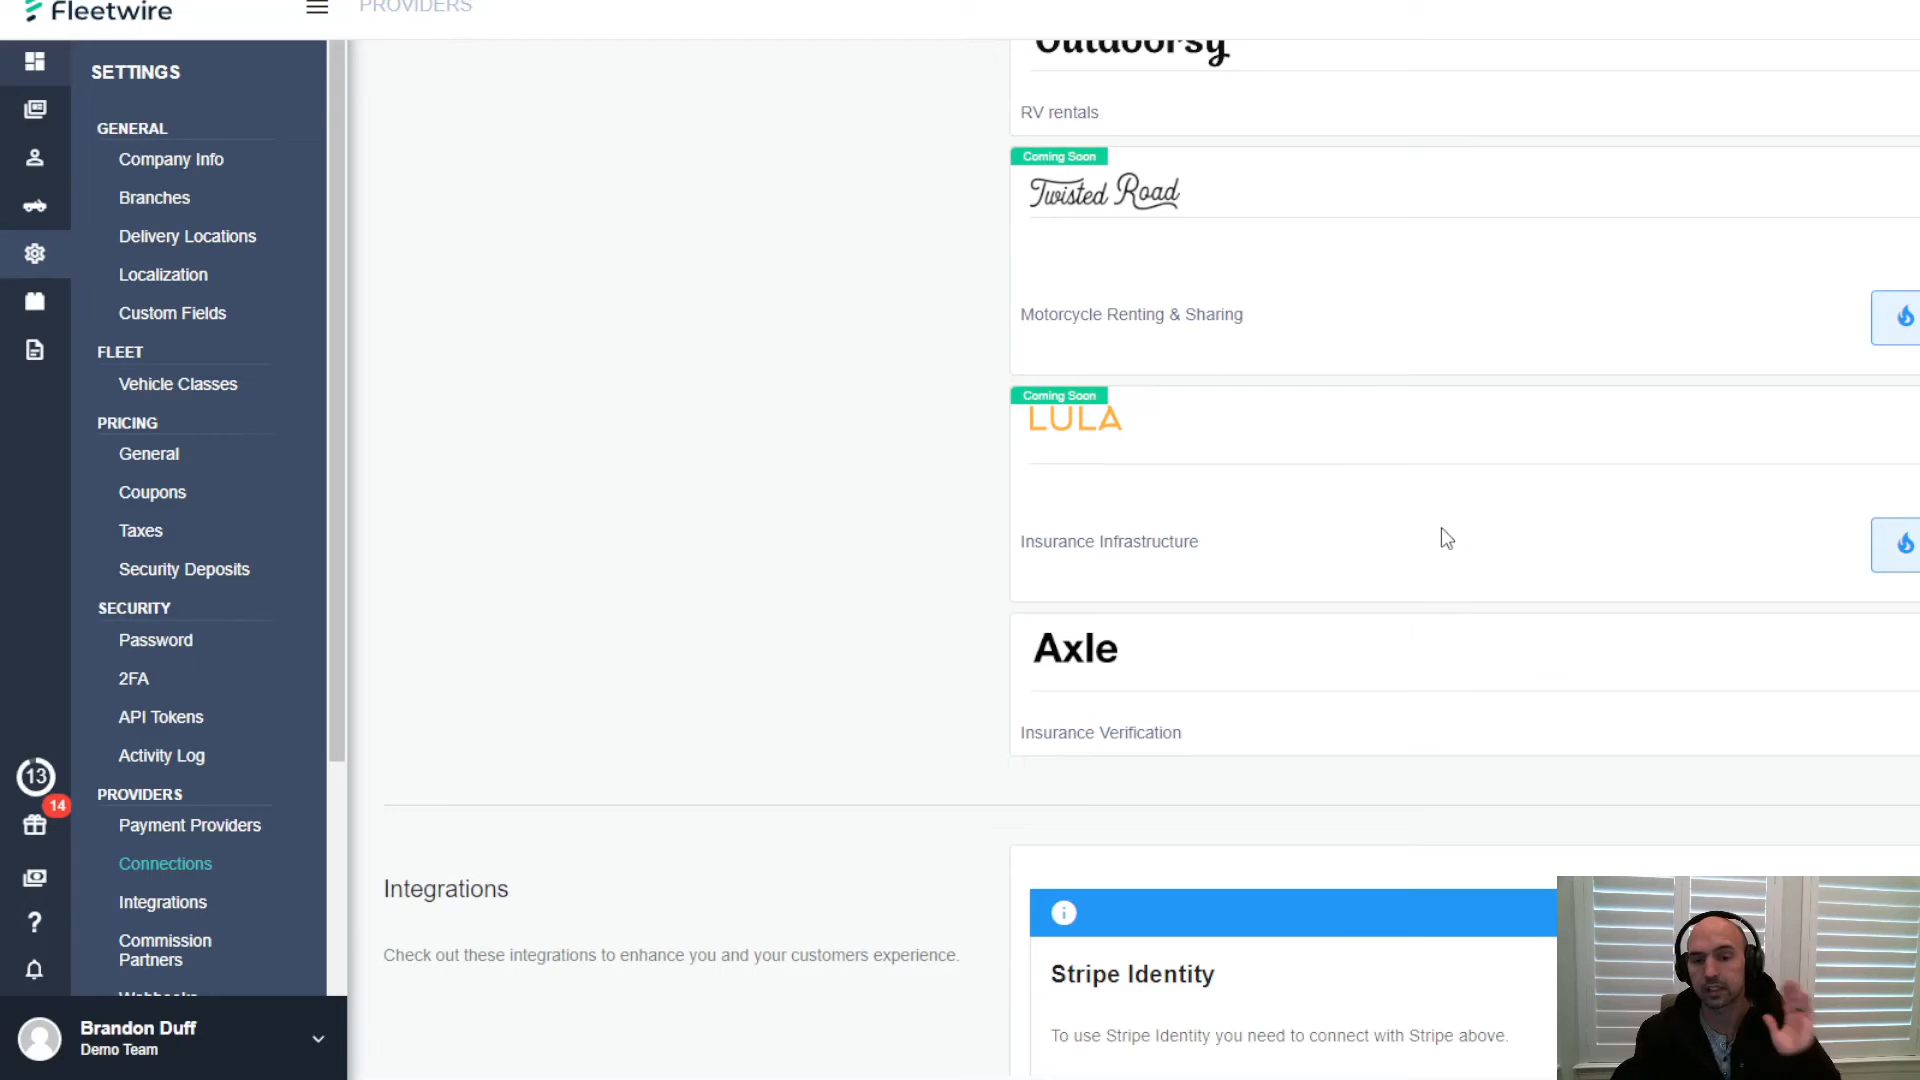 Fleetwire
PROVIDERS
SETTINGS
GENERAL
Company Info
Branches
Delivery Locations
Localization
Custom Fields
FLEET
Vehicle Classes
PRICING
General
Coupons
Taxes
Security Deposits
SECURITY
Password
2FA
API Tokens
Activity Log
PROVIDERS
Payment Providers
Connections
Integrations
Commission
Partners
Webhooks
13
14
Brandon Duff
Demo Team
Outdoorsy
RV rentals
Coming Soon
Twisted Road
Motorcycle Renting & Sharing
Coming Soon
LULA
Insurance Infrastructure
Axle
Insurance Verification
Integrations
Check out these integrations to enhance you and your customers experience.
Stripe Identity
To use Stripe Identity you need to connect with Stripe above.